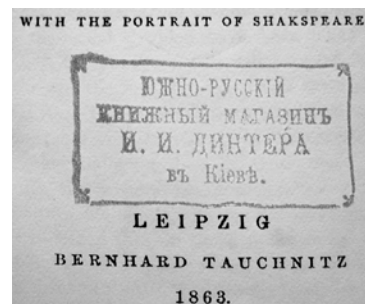 WITH THE PORTRAIT OF SHAKSPEARE
ЮЖНО-РУССКІЙ
КНИЖНЫЙ МАГАЗИНЪ
И. И. ДИНТЕРА
въ Кіевѣ.
LEIPZIG
BERNHARD TAUCHNITZ
1863.